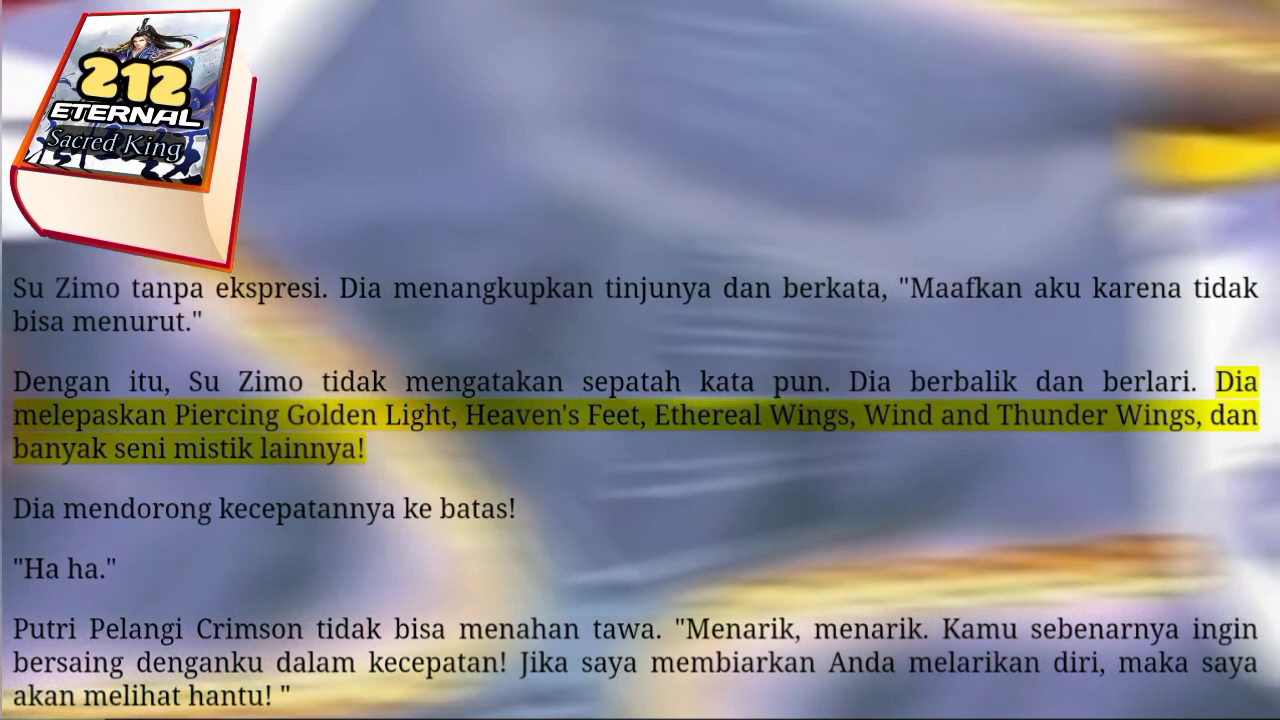 212
ETERNAL
Sacred King
Su Zimo tanpa ekspresi. Dia menangkupkan tinjunya dan berkata, "Maafkan aku karena tidak
bisa menurut."
Dengan itu, Su Zimo tidak mengatakan sepatah kata pun. Dia berbalik dan berlari. Dia
melepaskan Piercing Golden Light, Heaven's Feet, Ethereal Wings, Wind and Thunder Wings, dan
banyak seni mistik lainnya!
Dia mendorong kecepatannya ke batas!
"Ha ha."
Putri Pelangi Crimson tidak bisa menahan tawa. "Menarik, menarik. Kamu sebenarnya ingin
bersaing denganku dalam kecepatan! Jika saya membiarkan Anda melarikan diri, maka saya
akan melihat hantu! "